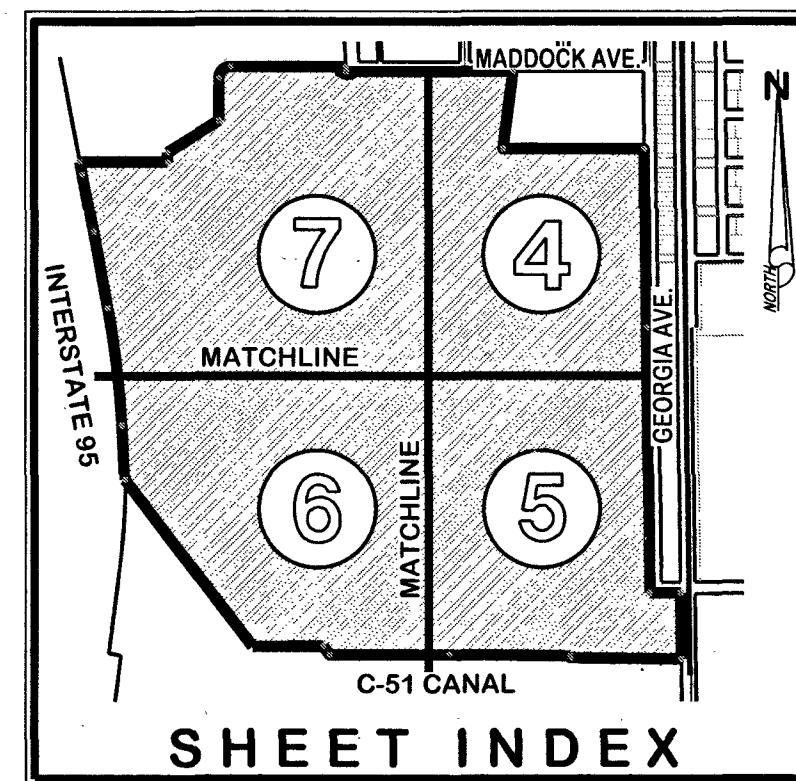 MADDOCK AVE.
N
NORTH
7
4
INTERSTATE 95
MATCHLINE
GEORGIA AVE.
MATCHLINE
6
5
C-51 CANAL
SHEET INDEX